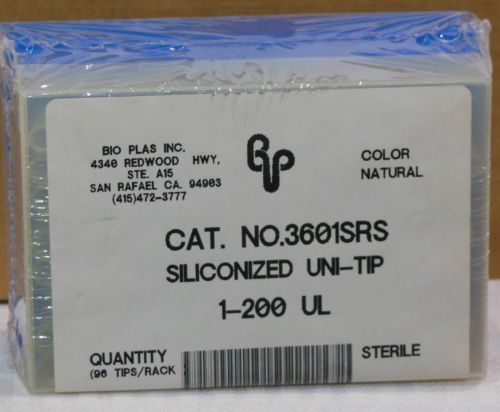 BIO PLAS INC.
4340 REDWOOD HWY,
STE. A15
SAN RAFAEL CA. 94903
(415)472-3777
BP
COLOR
NATURAL
CAT. NO.3601SRS
SILICONIZED UNI-TIP
1-200 UL
QUANTITY
(96 TIPS/RACK
STERILE